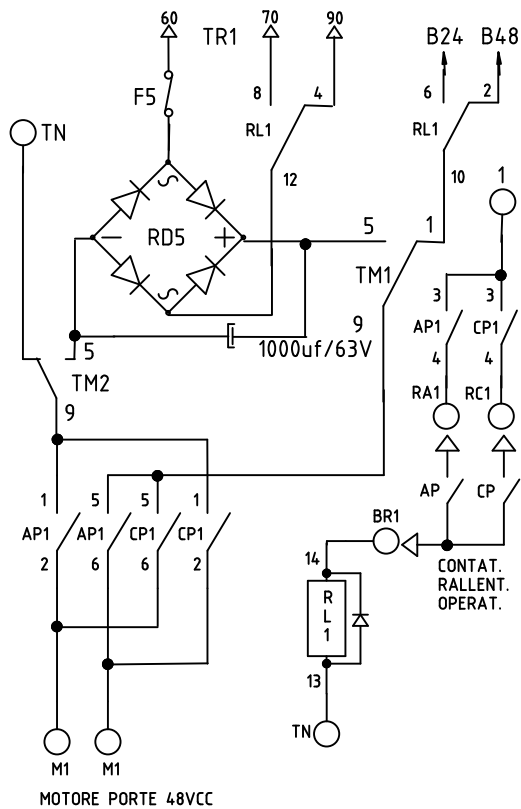 60
TR1
70
90
B24
B48
F5
8
4
6
2
RL1
RL1
TN
12
10
1
RD5
5
1
TM1
3
3
9
AP1
CP1
5
1000uf/63V
4
4
TM2
RA1
RC1
9
AP
CP
1
5
5
1
BR1
AP1
AP1
CP1
CP1
14
CONTAT.
RALLENT.
OPERAT.
2
6
6
2
R
L
1
13
TN
M1
M1
MOTORE PORTE 48VCC